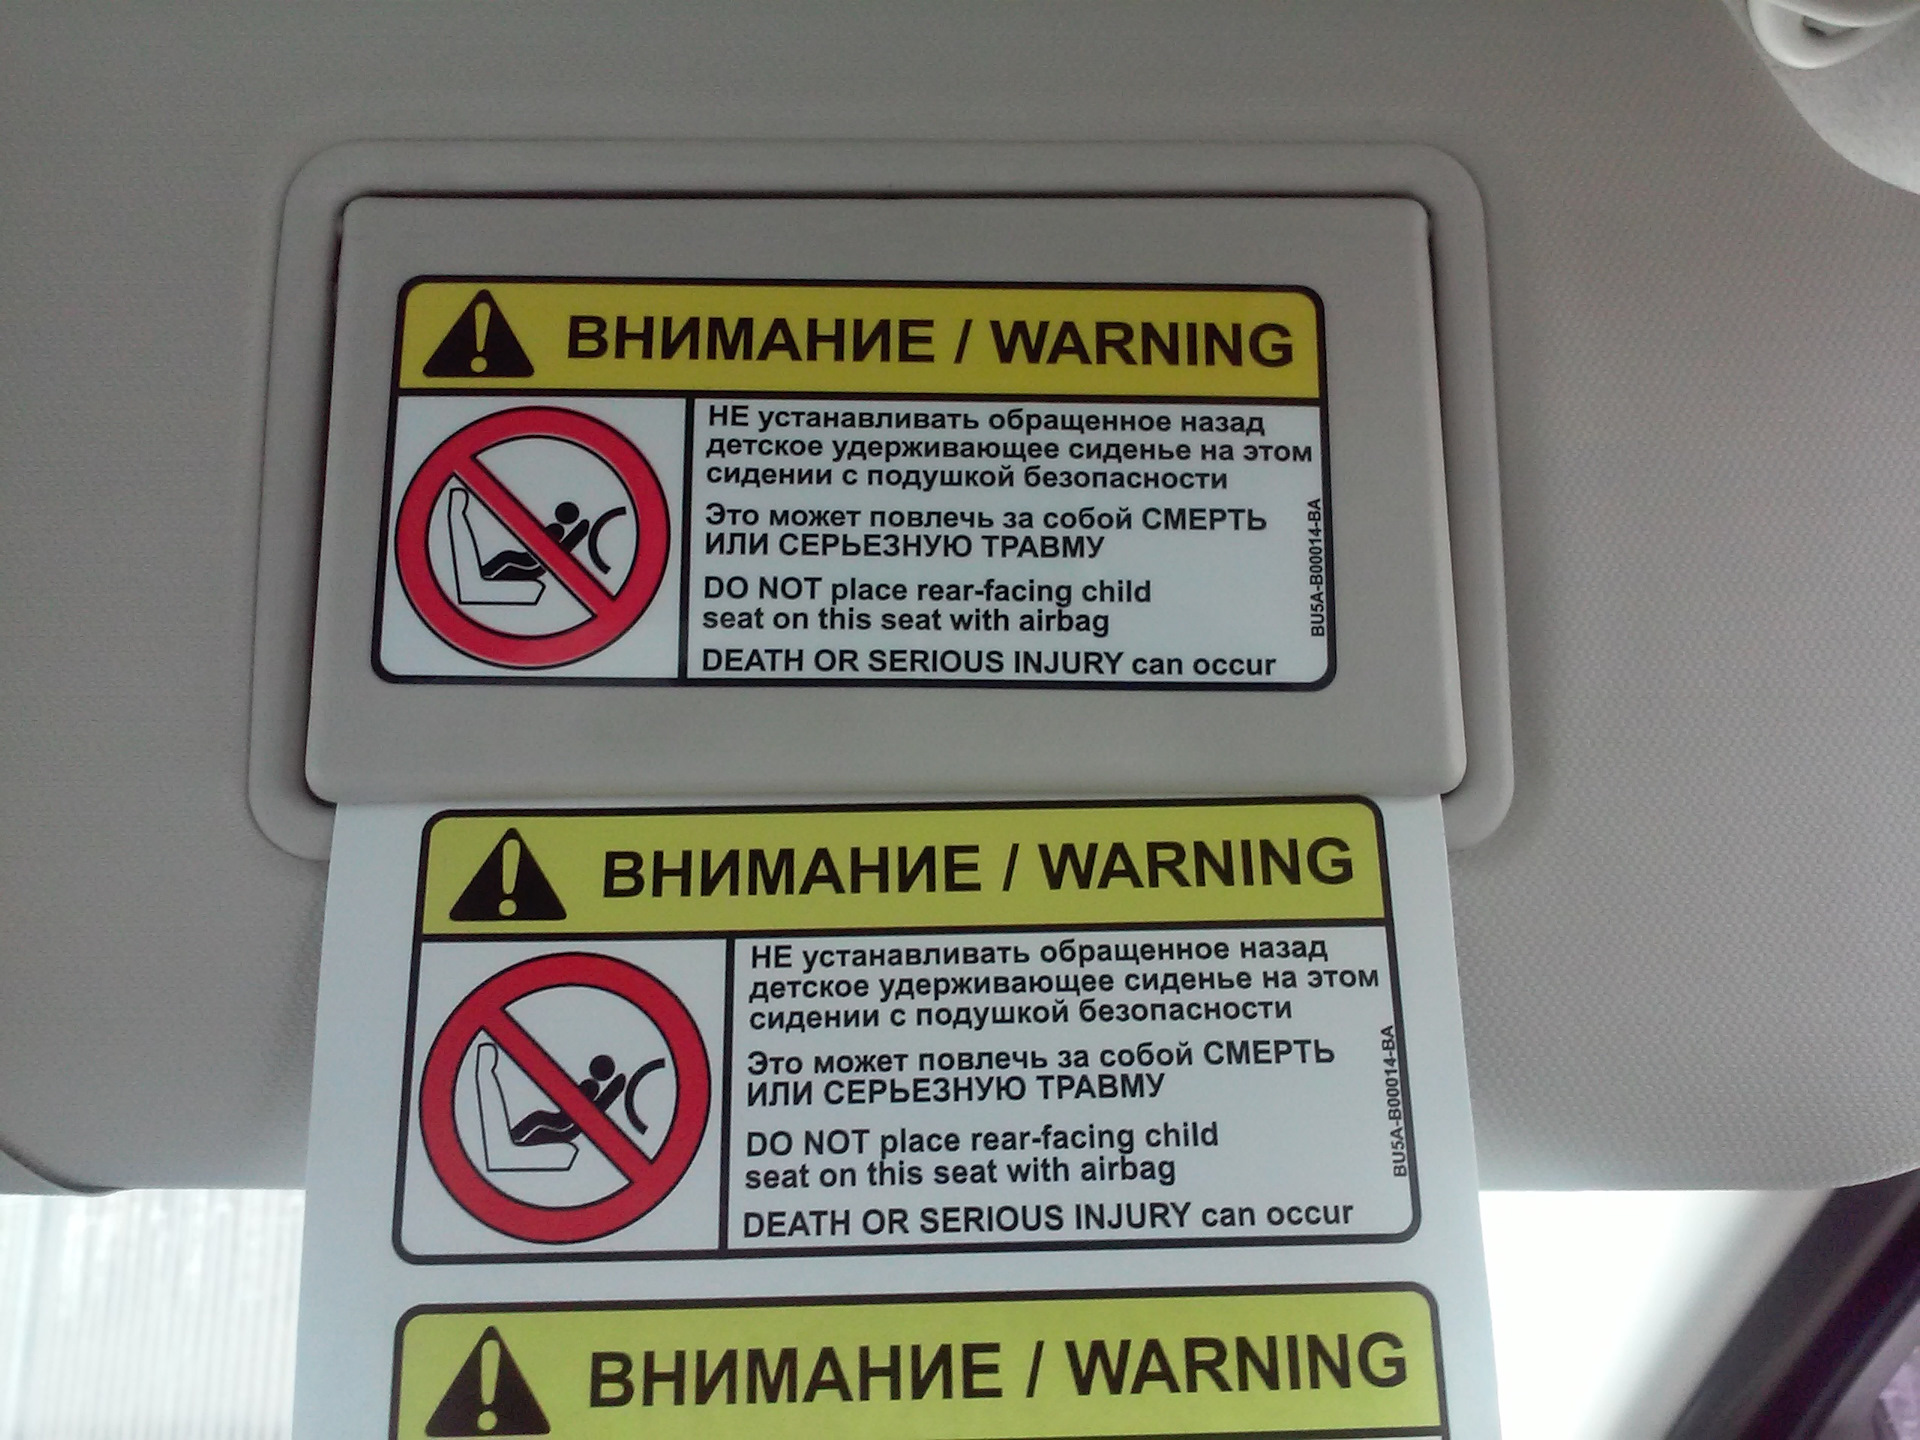 ВНИМАНИЕ / WARNING
НЕ устанавливать обращенное назад
детское удерживающее сиденье на этом
сидении с подушкой безопасности
Это может повлечь за собой СМЕРТЬ
ИЛИ СЕРЬЕЗНУЮ ТРАВМУ
DO NOT place rear-facing child
seat on this seat with airbag
DEATH OR SERIOUS INJURY can occur
BU5A-B00014-BA
ВНИМАНИЕ / WARNING
НЕ устанавливать обращенное назад
детское удерживающее сиденье на этом
сидении с подушкой безопасности
Это может повлечь за собой СМЕРТЬ
ИЛИ СЕРЬЕЗНУЮ ТРАВМУ
DO NOT place rear-facing child
seat on this seat with airbag
DEATH OR SERIOUS INJURY can occur
BU5A-B00014-BA
ВНИМАНИЕ / WARNING